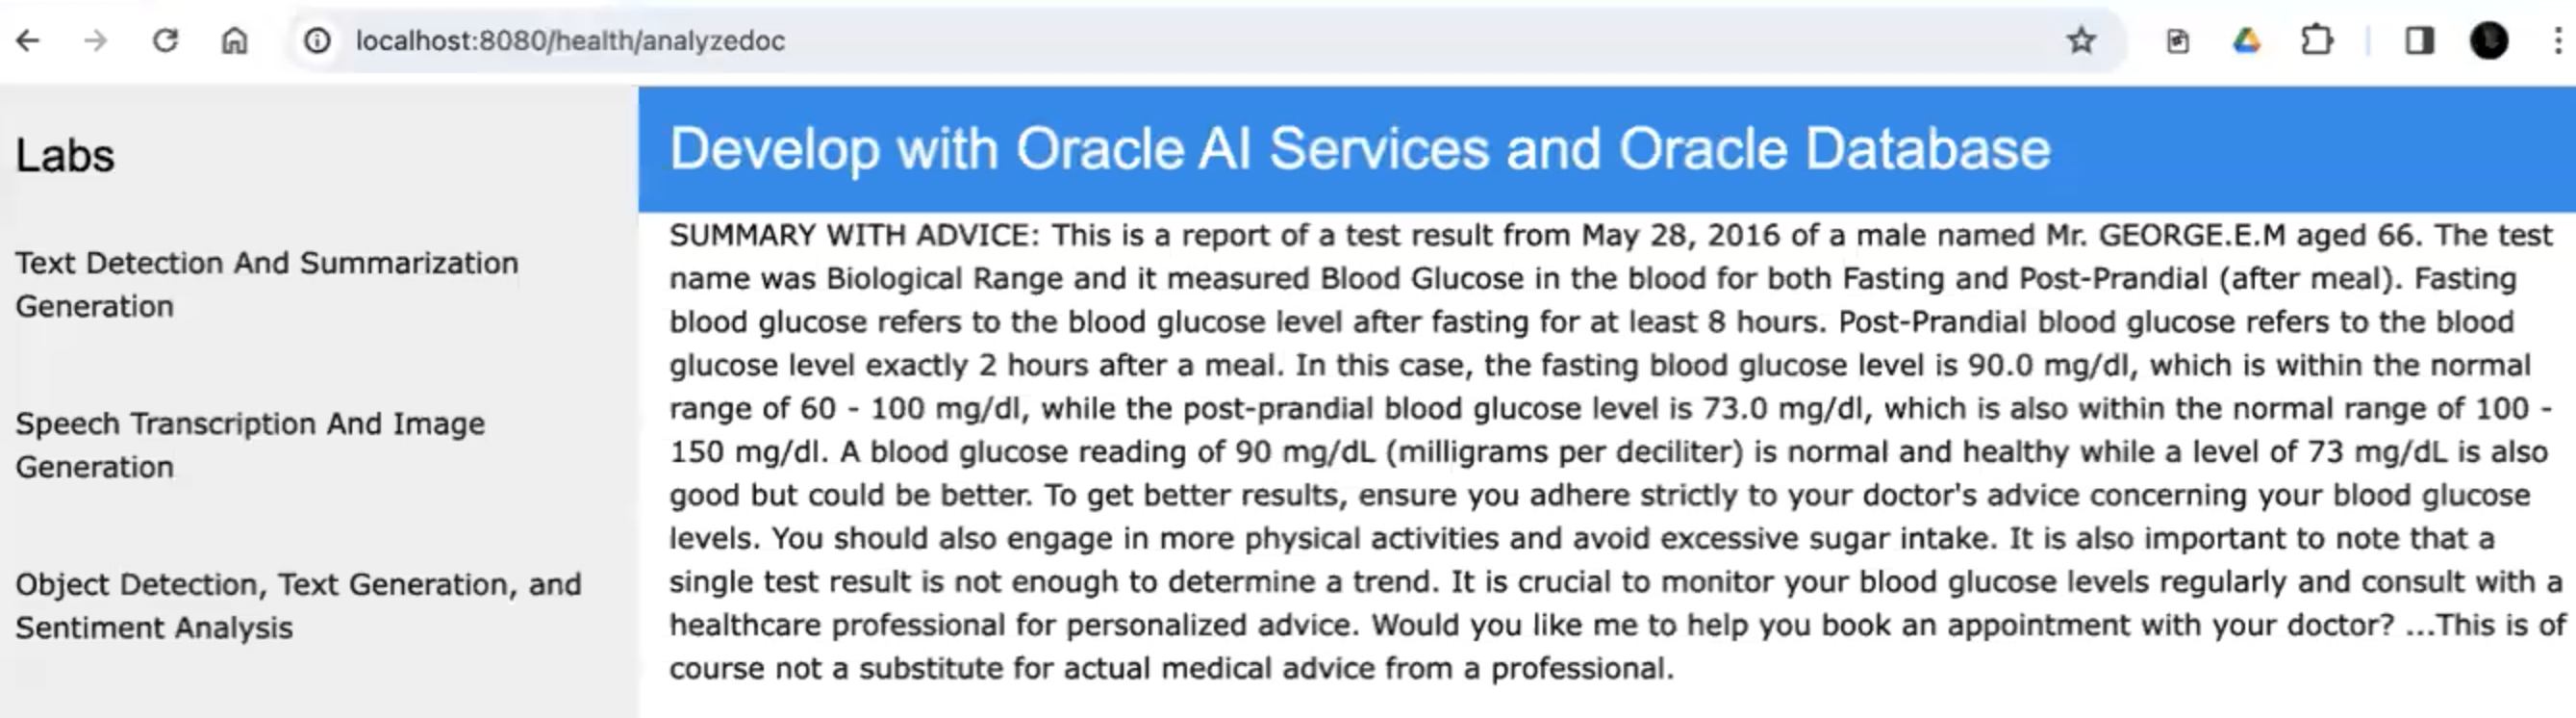 localhost:8080/health/analyzedoc
Labs
Text Detection And Summarization
Generation
Speech Transcription And Image
Generation
Object Detection, Text Generation, and
Sentiment Analysis
Develop with Oracle AI Services and Oracle Database
SUMMARY WITH ADVICE: This is a report of a test result from May 28, 2016 of a male named Mr. GEORGE.E.M aged 66. The test
name was Biological Range and it measured Blood Glucose in the blood for both Fasting and Post-Prandial (after meal). Fasting
blood glucose refers to the blood glucose level after fasting for at least 8 hours. Post-Prandial blood glucose refers to the blood
glucose level exactly 2 hours after a meal. In this case, the fasting blood glucose level is 90.0 mg/dl, which is within the normal
range of 60 - 100 mg/dl, while the post-prandial blood glucose level is 73.0 mg/dl, which is also within the normal range of 100 -
150 mg/dl. A blood glucose reading of 90 mg/dL (milligrams per deciliter) is normal and healthy while a level of 73 mg/dL is also
good but could be better. To get better results, ensure you adhere strictly to your doctor's advice concerning your blood glucose
levels. You should also engage in more physical activities and avoid excessive sugar intake. It is also important to note that a
single test result is not enough to determine a trend. It is crucial to monitor your blood glucose levels regularly and consult with a
healthcare professional for personalized advice. Would you like me to help you book an appointment with your doctor? ...This is of
course not a substitute for actual medical advice from a professional.